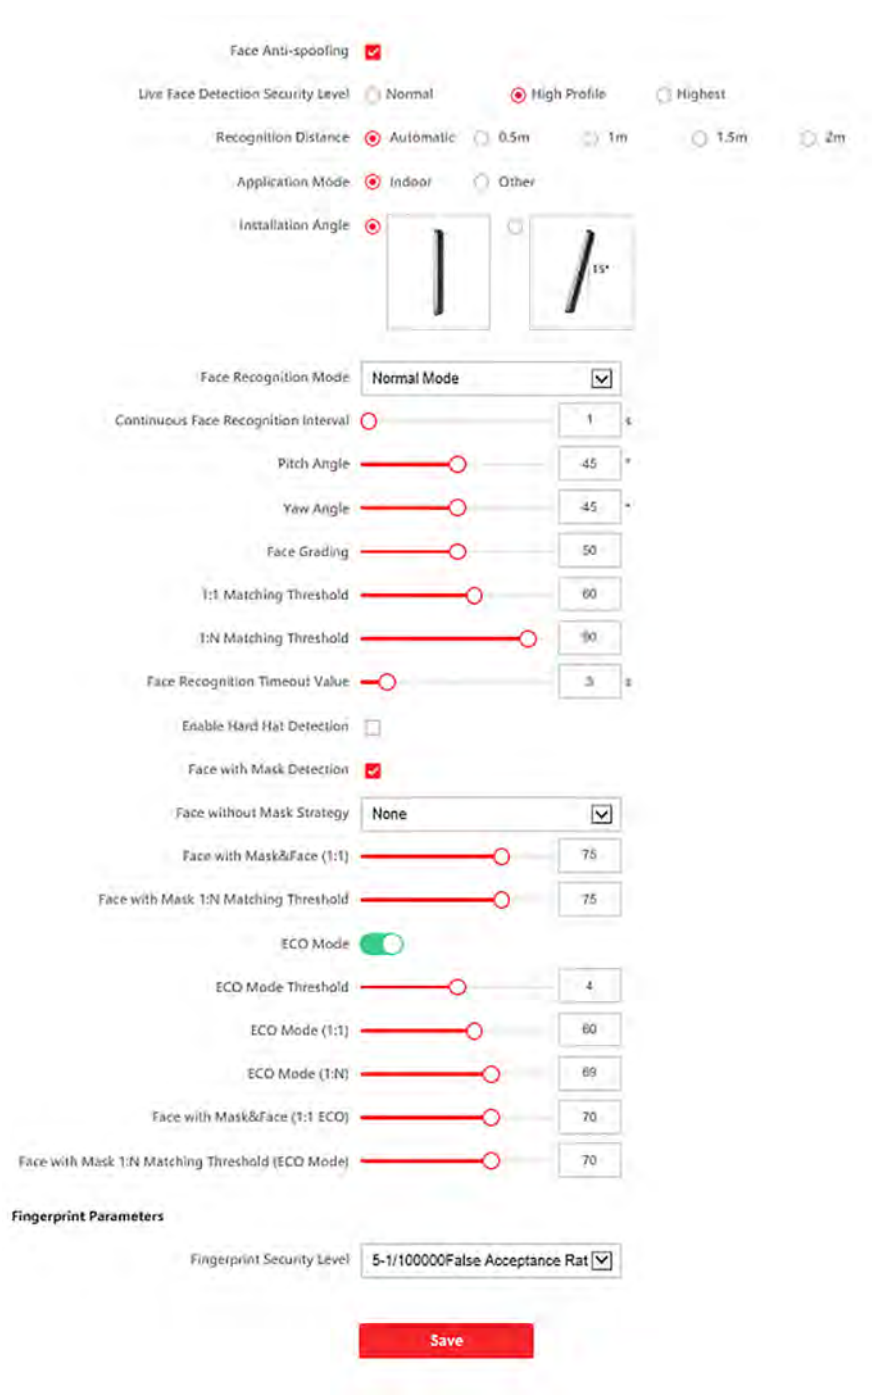 Face Anti-spoofing
Live Face Detection Security Level Normal High Profile Highest
Recognition Distance Automatic 0.5m 1m 1.5m 2m
Application Mode Indoor Other
Installation Angle
15°
Face Recognition Mode Normal Mode
Continuous Face Recognition Interval 1 s
Pitch Angle 45 °
Yaw Angle 45 °
Face Grading 50
1:1 Matching Threshold 60
1:N Matching Threshold 90
Face Recognition Timeout Value 3 s
Enable Hard Hat Detection
Face with Mask Detection
Face without Mask Strategy None
Face with Mask&Face (1:1) 75
Face with Mask 1:N Matching Threshold 75
ECO Mode
ECO Mode Threshold 4
ECO Mode (1:1) 60
ECO Mode (1:N) 69
Face with Mask&Face (1:1 ECO) 70
Face with Mask 1:N Matching Threshold (ECO Mode) 70
Fingerprint Parameters
Fingerprint Security Level 5-1/100000False Acceptance Rat
Save